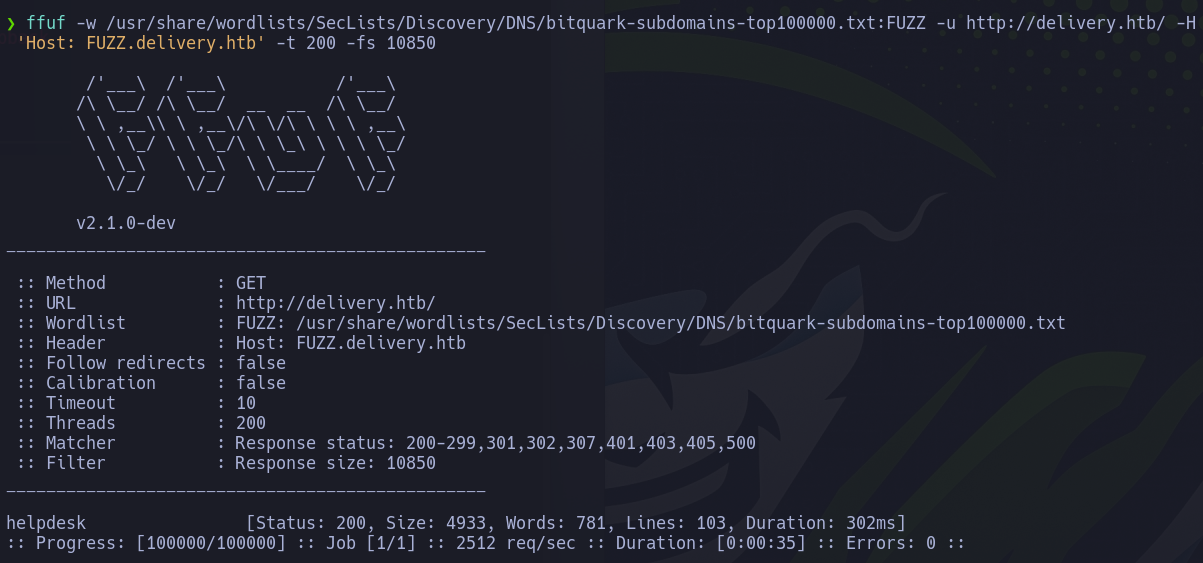 ❯ ffuf -w /usr/share/wordlists/SecLists/Discovery/DNS/bitquark-subdomains-top100000.txt:FUZZ -u http://delivery.htb/ -H
 'Host: FUZZ.delivery.htb' -t 200 -fs 10850

        /'___\  /'___\           /'___\
       /\ \__/ /\ \__/  __  __  /\ \__/
       \ \ ,__\\ \ ,__\/\ \/\ \ \ \ ,__\
        \ \ \_/ \ \ \_/\ \ \_\ \ \ \ \_/
         \ \_\   \ \_\  \ \____/  \ \_\
          \/_/    \/_/   \/___/    \/_/

       v2.1.0-dev
________________________________________________

 :: Method           : GET
 :: URL              : http://delivery.htb/
 :: Wordlist         : FUZZ: /usr/share/wordlists/SecLists/Discovery/DNS/bitquark-subdomains-top100000.txt
 :: Header           : Host: FUZZ.delivery.htb
 :: Follow redirects : false
 :: Calibration      : false
 :: Timeout          : 10
 :: Threads          : 200
 :: Matcher          : Response status: 200-299,301,302,307,401,403,405,500
 :: Filter           : Response size: 10850
________________________________________________

helpdesk                [Status: 200, Size: 4933, Words: 781, Lines: 103, Duration: 302ms]
:: Progress: [100000/100000] :: Job [1/1] :: 2512 req/sec :: Duration: [0:00:35] :: Errors: 0 ::